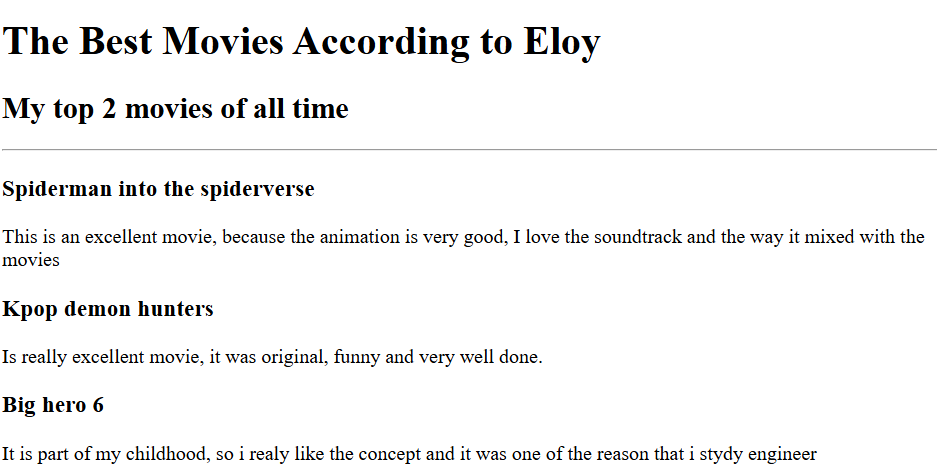 The Best Movies According to Eloy
My top 2 movies of all time
Spiderman into the spiderverse
This is an excellent movie, because the animation is very good, I love the soundtrack and the way it mixed with the
movies
Kpop demon hunters
Is really excellent movie, it was original, funny and very well done.
Big hero 6
It is part of my childhood, so i realy like the concept and it was one of the reason that i stydy engineer